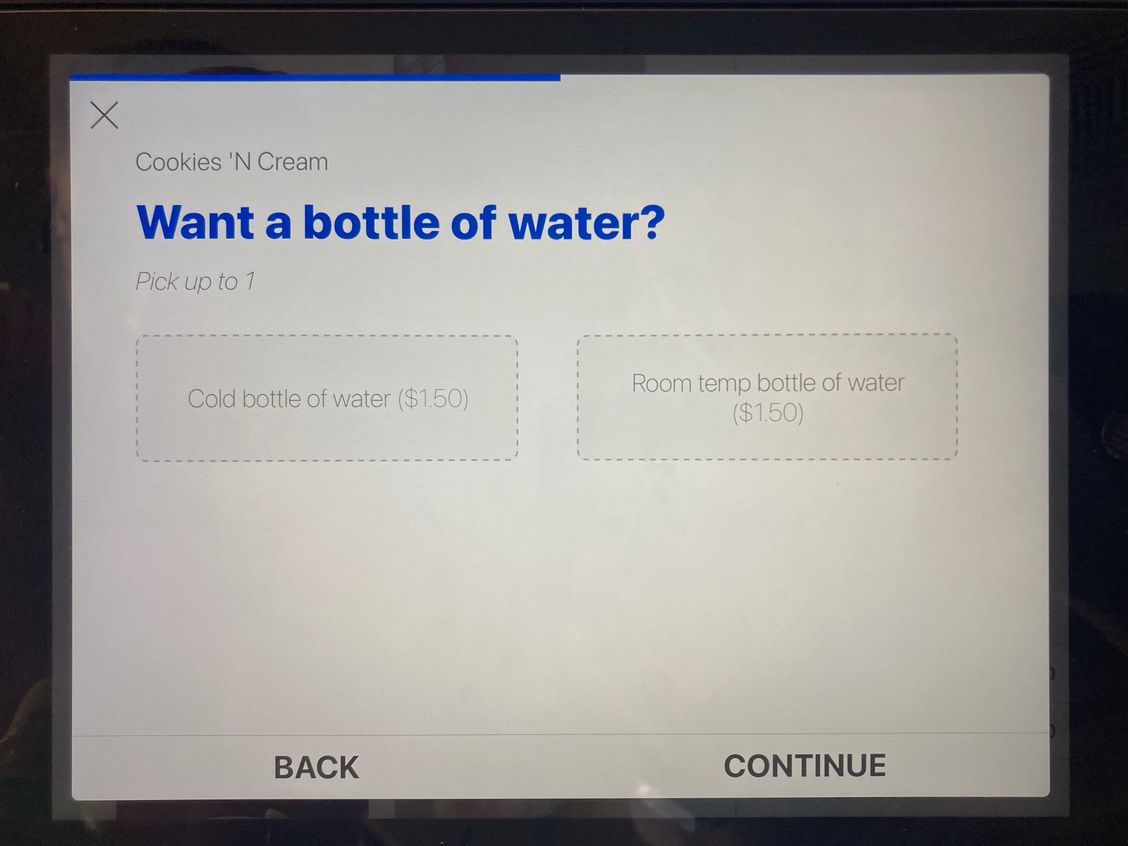 Cookies 'N Cream
Want a bottle of water?
Pick up to 1
Cold bottle of water ($1.50)
Room temp bottle of water
($1.50)
BACK
CONTINUE